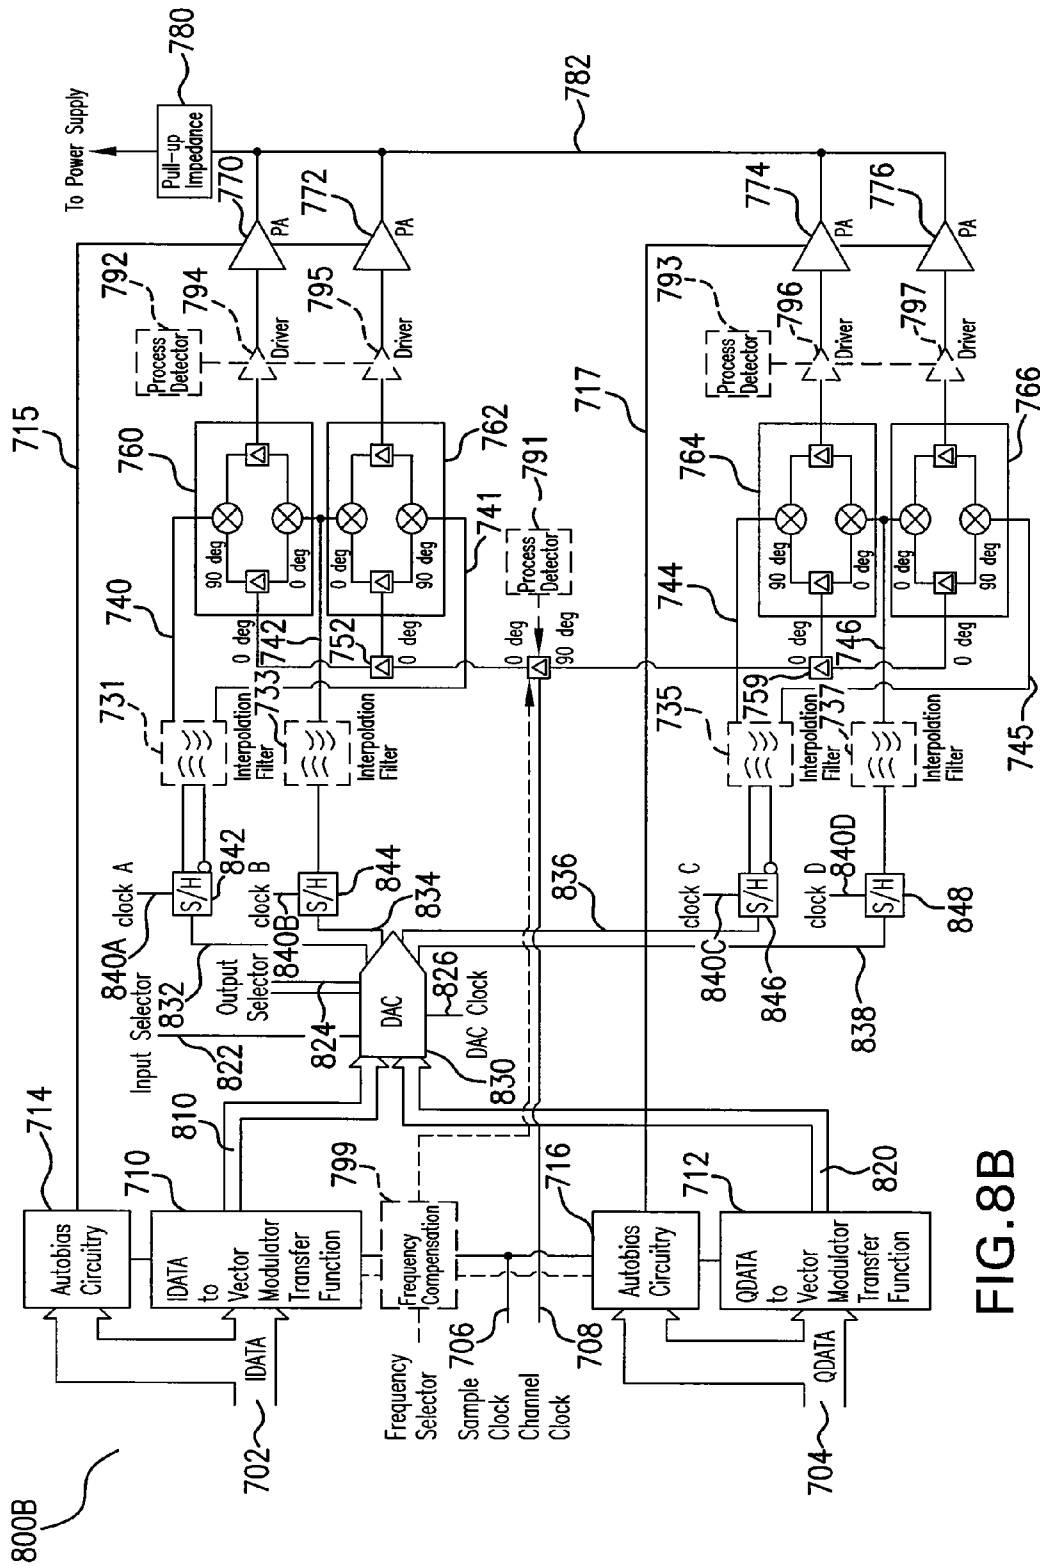 800B
702
IDATA
714
Autobias
Circuitry
710
IDATA
to
Vector
Modulator
Transfer
Function
810
715
Input Selector
822
Output
Selector
824
DAC
830
826
DAC Clock
832
834
836
838
clock A
840A
S/H
842
clock B
840B
S/H
844
731
Interpolation
Filter
733
Interpolation
Filter
740
742
741
760
90 deg
0 deg
0 deg
762
0 deg
90 deg
752
0 deg
792
Process
Detector
794
Driver
795
Driver
770
PA
772
PA
To Power Supply
Pull-up
Impedance
780
782
Frequency
Selector
799
Frequency
Compensation
Sample
Clock
706
Channel
Clock
708
791
Process
Detector
0 deg
90 deg
704
QDATA
716
Autobias
Circuitry
712
QDATA
to
Vector
Modulator
Transfer
Function
820
717
clock C
840C
S/H
846
clock D
840D
S/H
848
735
Interpolation
Filter
737
Interpolation
Filter
744
746
745
759
0 deg
0 deg
764
90 deg
0 deg
766
0 deg
90 deg
793
Process
Detector
796
Driver
797
Driver
774
PA
776
PA
FIG.8B